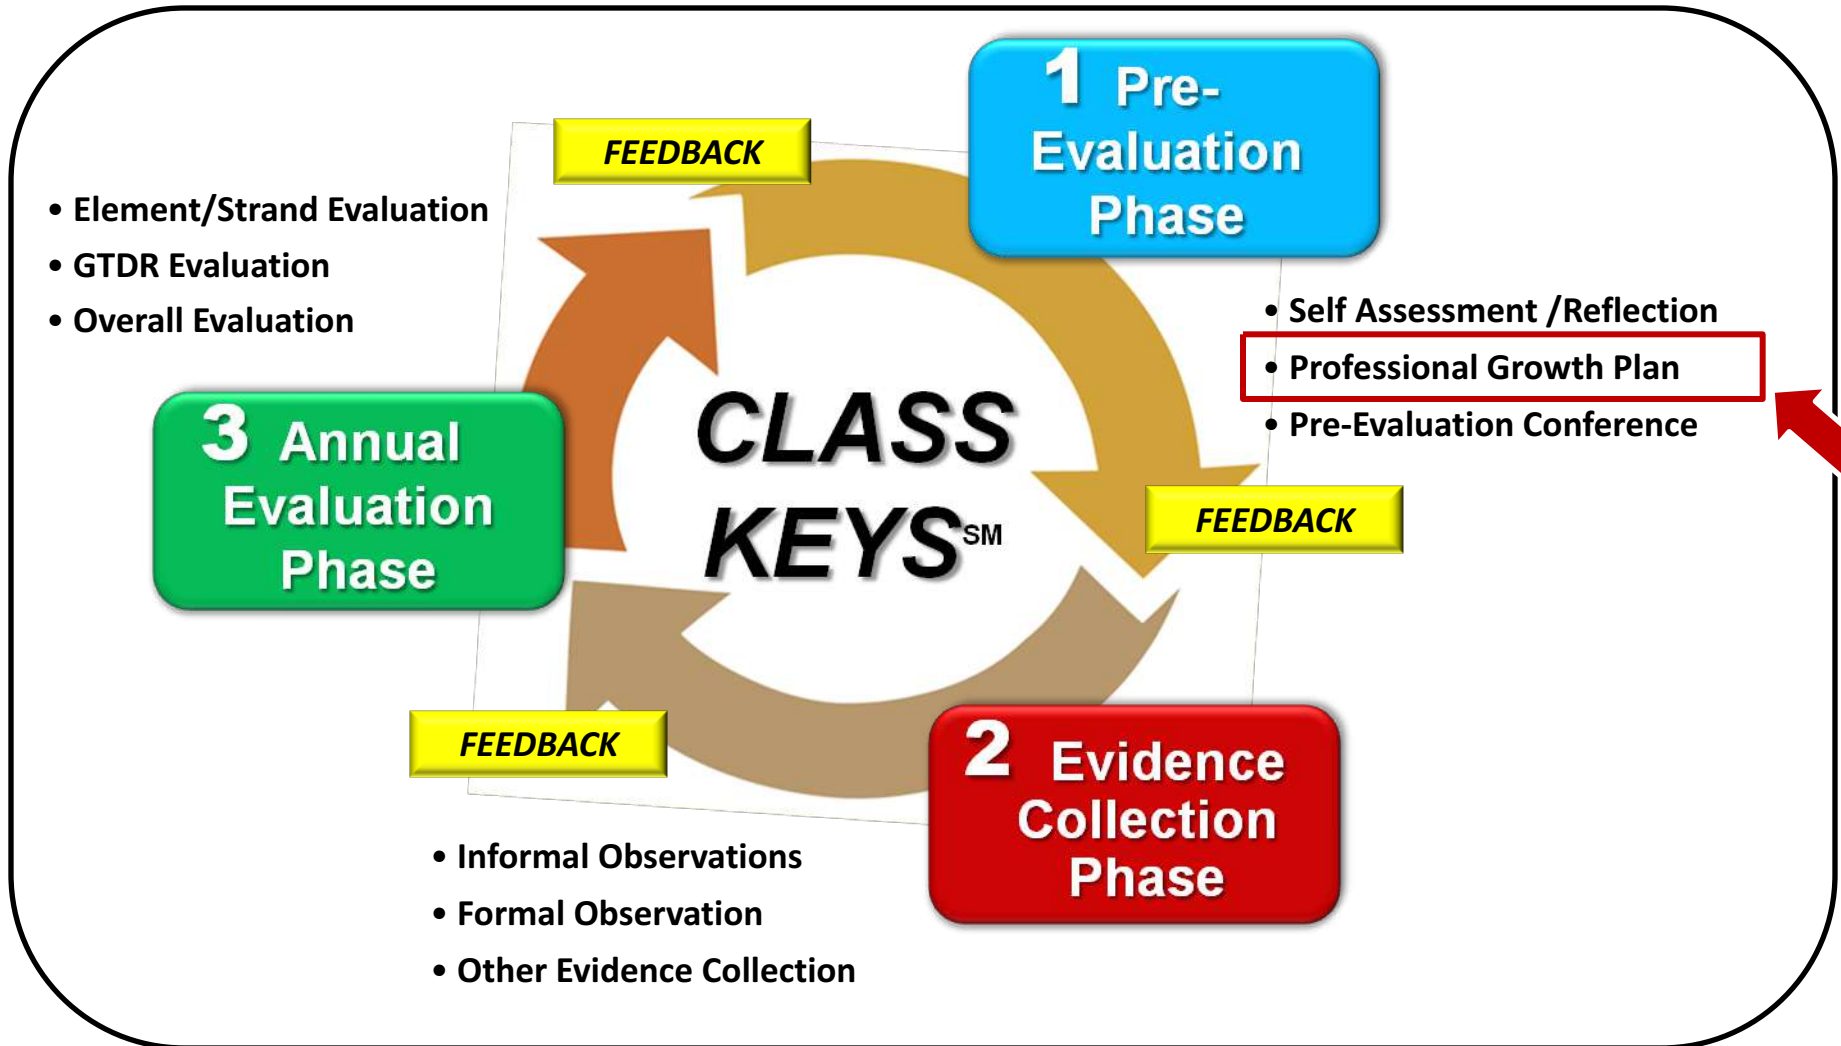 1 Pre-
Evaluation
Phase
FEEDBACK
• Element/Strand Evaluation
• GTDR Evaluation
• Overall Evaluation
• Self Assessment /Reflection
• Professional Growth Plan
• Pre-Evaluation Conference
CLASS
KEYS℠
3 Annual
Evaluation
Phase
FEEDBACK
FEEDBACK
2 Evidence
Collection
Phase
• Informal Observations
• Formal Observation
• Other Evidence Collection